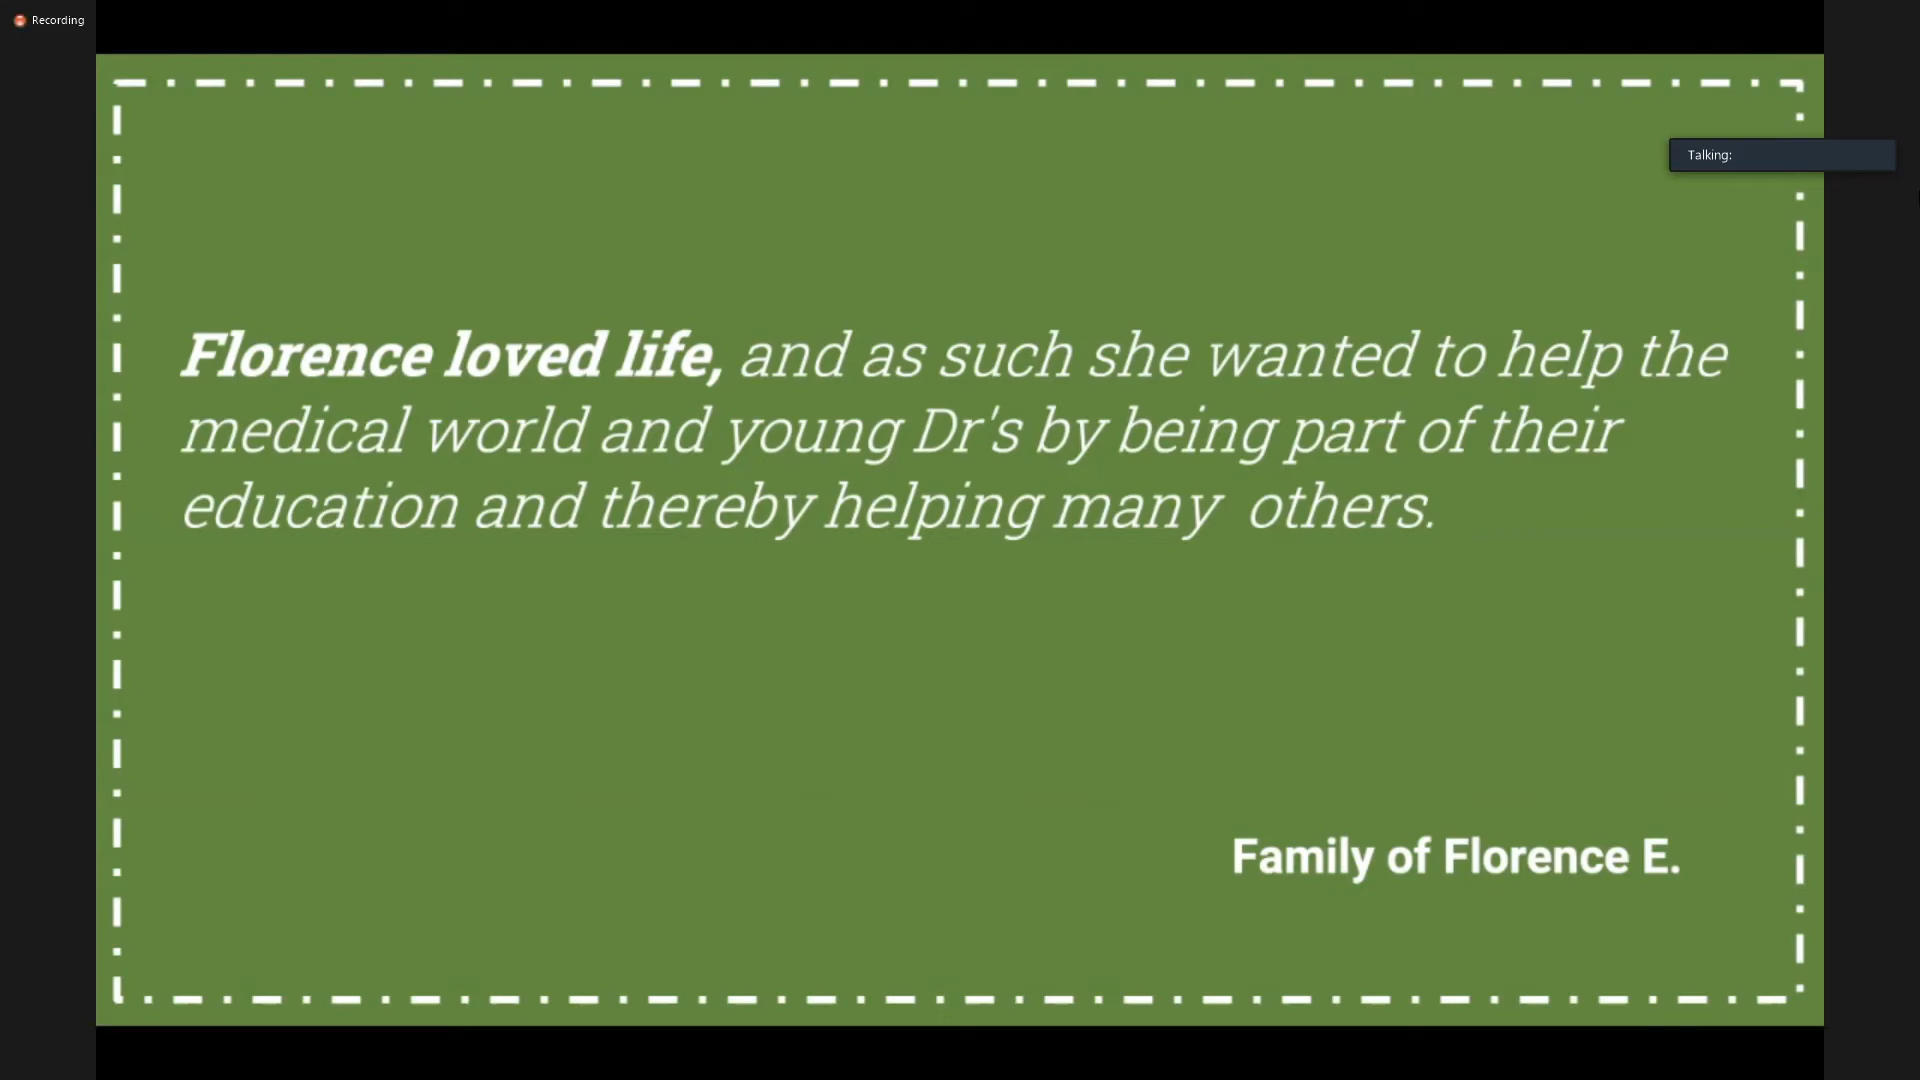 Recording
Talking:
Florence loved life, and as such she wanted to help the
medical world and young Dr's by being part of their
education and thereby helping many  others.
Family of Florence E.